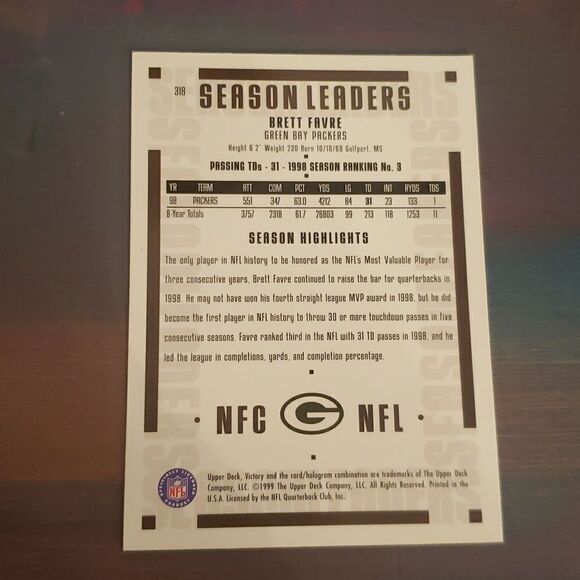 318
SEASON LEADERS
BRETT FAVRE
GREEN BAY PACKERS
Height 6'2" Weight 230 Born 10/10/69 Gulfport, MS
PASSING TDs - 31 - 1998 SEASON RANKING No. 3
YR TEAM ATT COM PCT YDS LG TD INT RYDS TDS
98 PACKERS 551 347 63.0 4212 84 31 23 133 1
8-Year Totals 3757 2318 61.7 26803 99 213 118 1253 11
SEASON HIGHLIGHTS
The only player in NFL history to be honored as the NFL's Most Valuable Player for
three consecutive years, Brett Favre continued to raise the bar for quarterbacks in
1998. He may not have won his fourth straight league MVP award in 1998, but he did
become the first player in NFL history to throw 30 or more touchdown passes in five
consecutive seasons. Favre ranked third in the NFL with 31 TD passes in 1998, and he
led the league in completions, yards, and completion percentage.
• NFC G NFL •
NFL
Upper Deck, Victory and the card/hologram combination are trademarks of The Upper Deck
Company, LLC. ©1999 The Upper Deck Company, LLC. All Rights Reserved. Printed in the
U.S.A. Licensed by the NFL Quarterback Club, Inc.